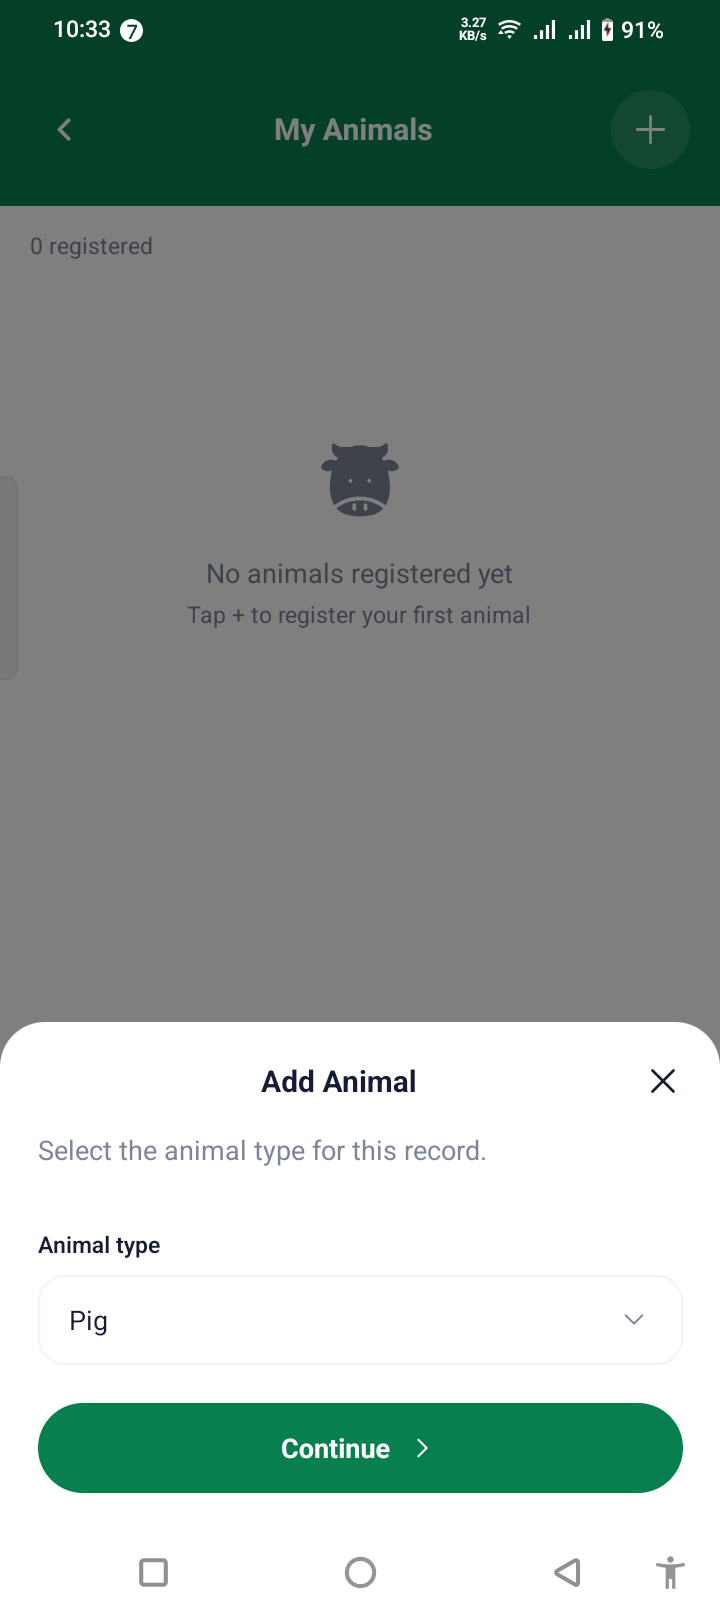 10:33 7 3.27 KB/s 91%
My Animals
0 registered
No animals registered yet
Tap + to register your first animal
Add Animal
Select the animal type for this record.
Animal type
Pig
Continue